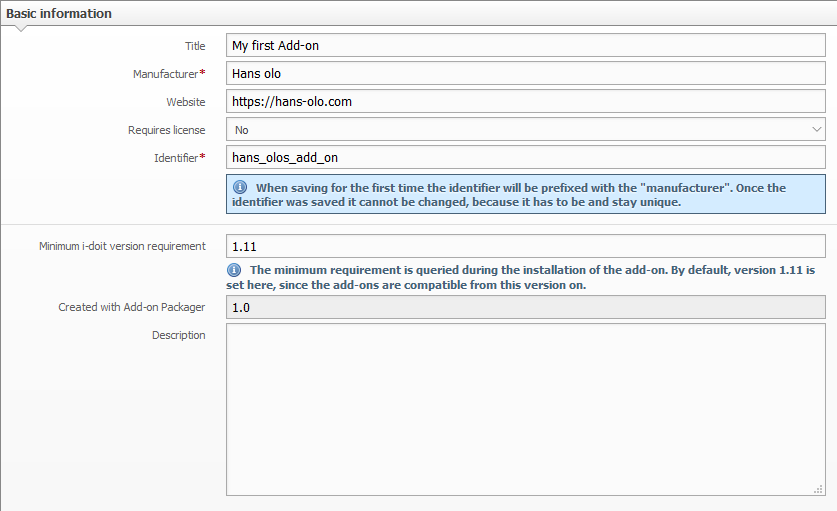 Basic information
Title My first Add-on
Manufacturer* Hans olo
Website https://hans-olo.com
Requires license No
Identifier* hans_olos_add_on
When saving for the first time the identifier will be prefixed with the "manufacturer". Once the
identifier was saved it cannot be changed, because it has to be and stay unique.
Minimum i-doit version requirement 1.11
The minimum requirement is queried during the installation of the add-on. By default, version 1.11 is
set here, since the add-ons are compatible from this version on.
Created with Add-on Packager 1.0
Description